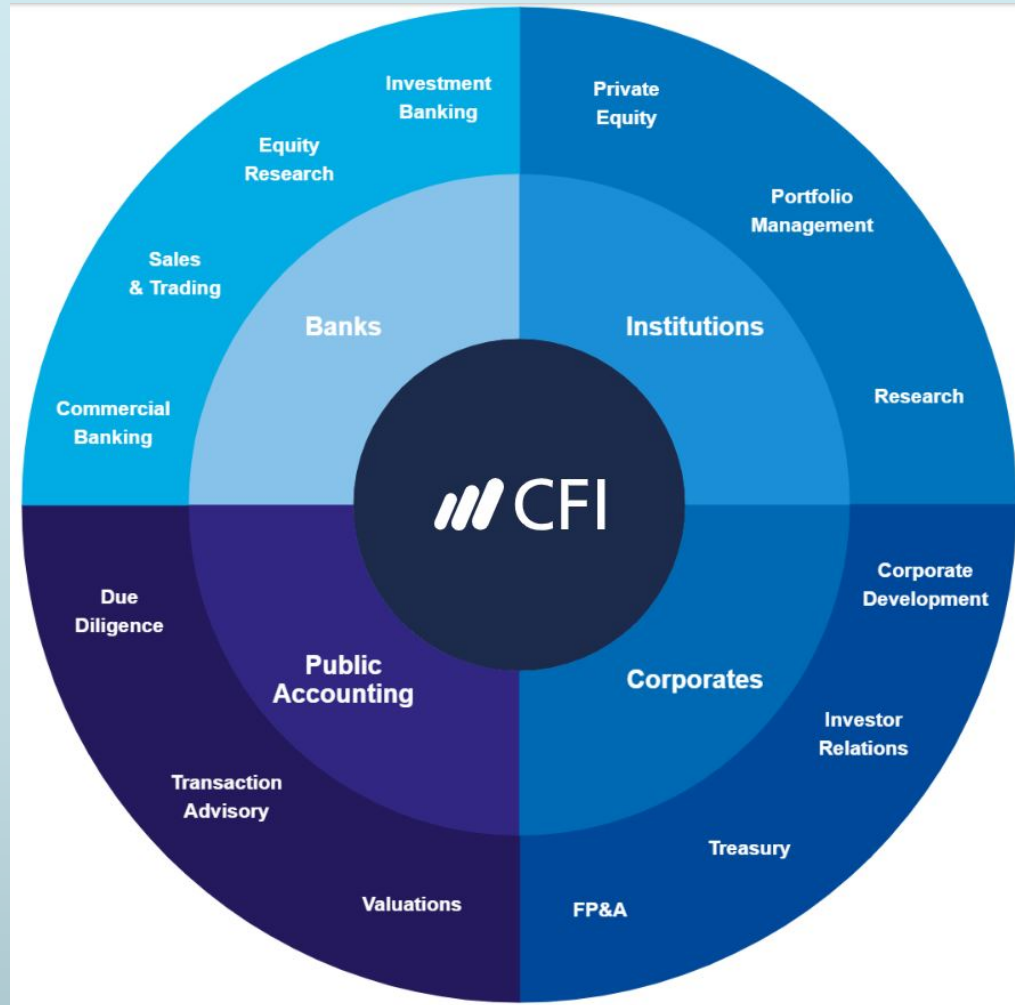 Investment
Banking
Equity
Research
Sales
& Trading
Commercial
Banking
Banks
Private
Equity
Portfolio
Management
Research
Institutions
CFI
Due
Diligence
Transaction
Advisory
Valuations
Public
Accounting
Corporates
Corporate
Development
Investor
Relations
Treasury
FP&A